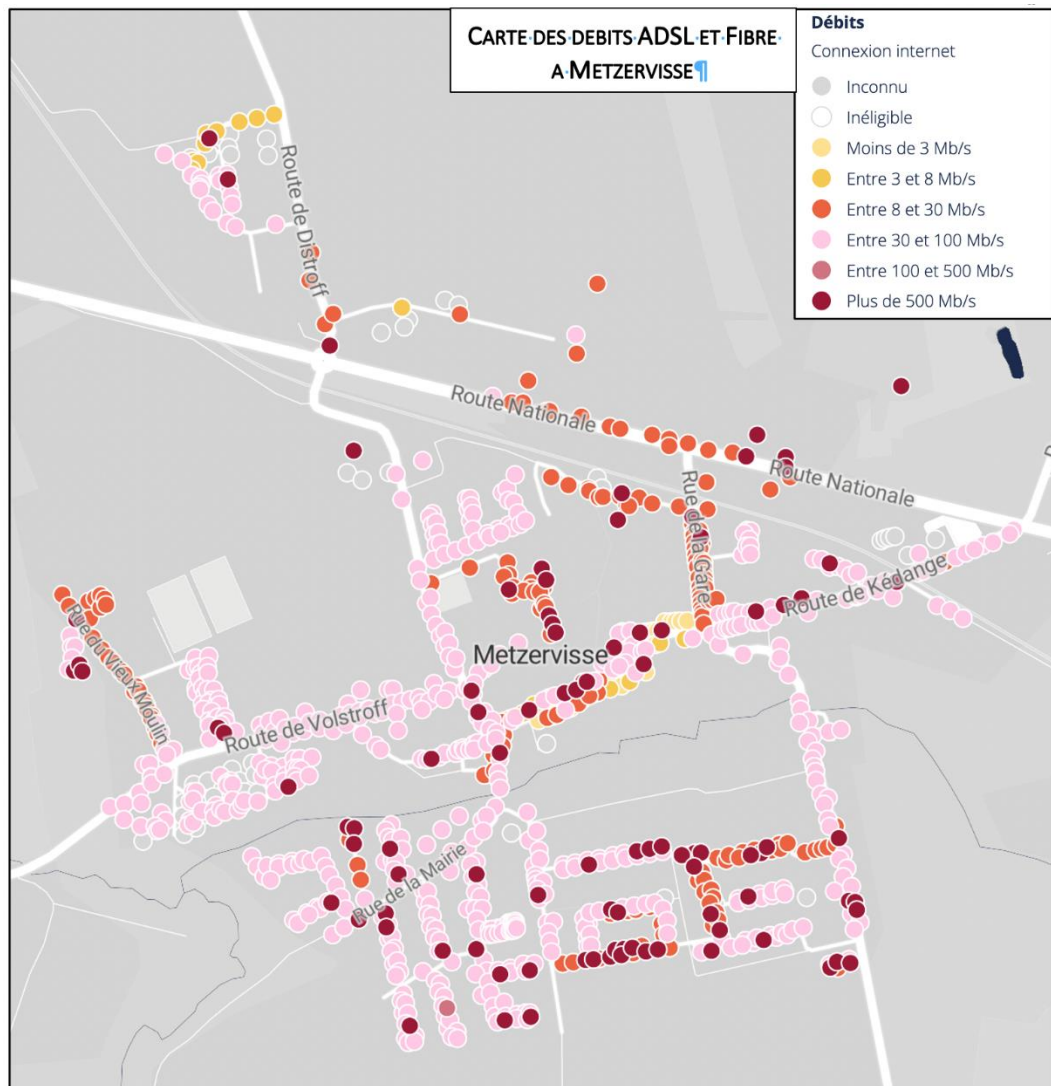 CARTE·DES·DEBITS·ADSL·ET·FIBRE·
A·METZERVISSE¶
Débits
Connexion internet
Inconnu
Inéligible
Moins de 3 Mb/s
Entre 3 et 8 Mb/s
Entre 8 et 30 Mb/s
Entre 30 et 100 Mb/s
Entre 100 et 500 Mb/s
Plus de 500 Mb/s
Route de Distroff
Route Nationale
Route Nationale
Rue de la Gare
Route de Kédange
Rue du Vieux Moulin
Metzervisse
Route de Volstroff
Rue de la Mairie